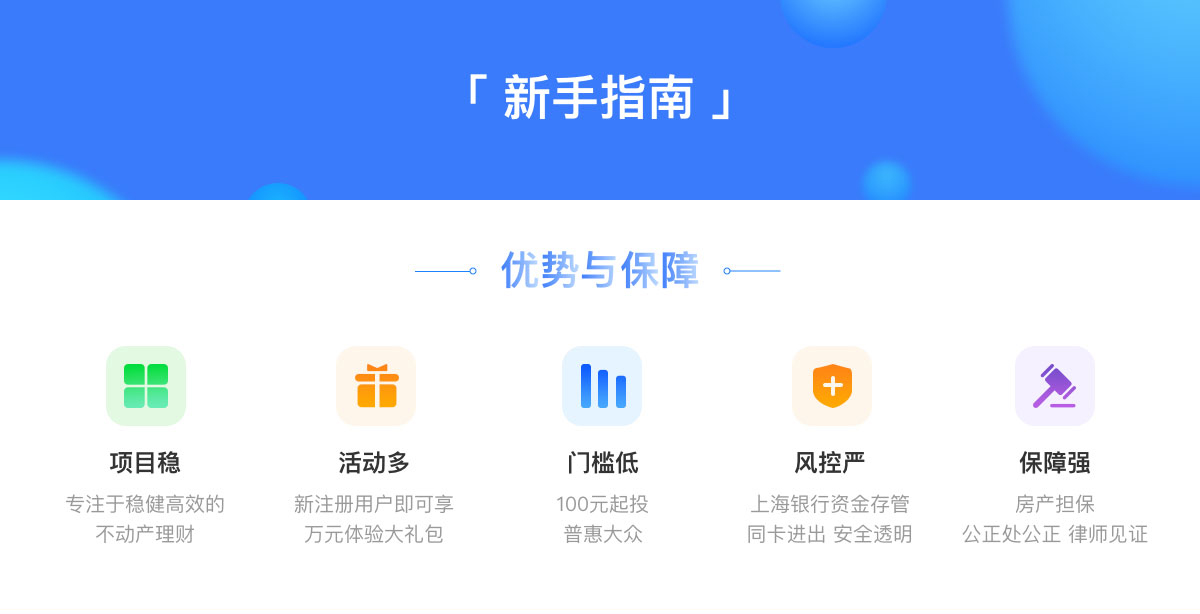 「 新手指南 」
优势与保障
项目稳
专注于稳健高效的
不动产理财
活动多
新注册用户即可享
万元体验大礼包
门槛低
100元起投
普惠大众
风控严
上海银行资金存管
同卡进出 安全透明
保障强
房产担保
公正处公正 律师见证